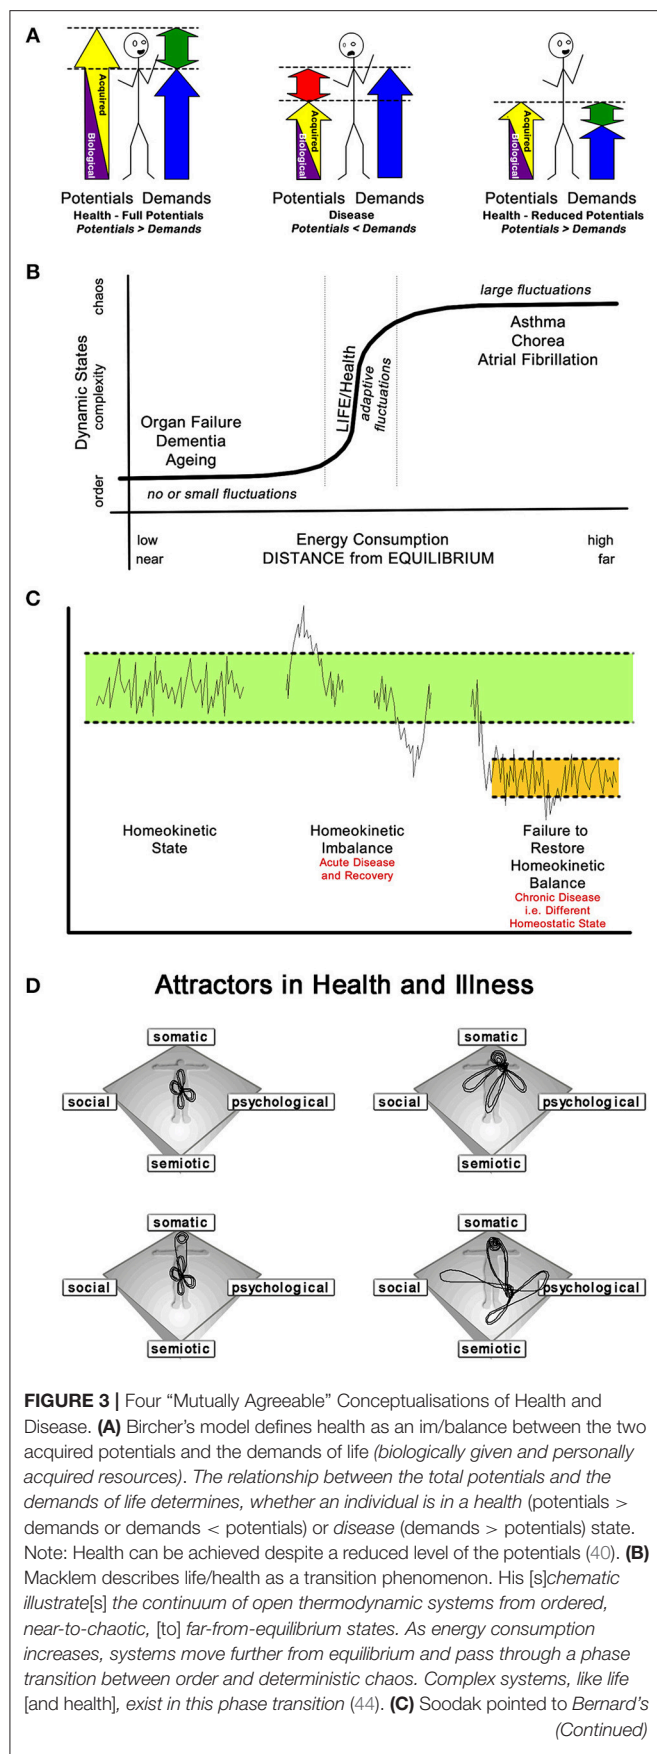 A
Acquired
Biological
Acquired
Biological
Acquired
Biological
Potentials Demands
Potentials Demands
Potentials Demands
Health - Full Potentials
Disease
Health - Reduced Potentials
Potentials > Demands
Potentials < Demands
Potentials > Demands
B
Dynamic States
chaos
complexity
order
large fluctuations
Asthma
Chorea
Atrial Fibrillation
LIFE/Health
adaptive
fluctuations
Organ Failure
Dementia
Ageing
no or small fluctuations
low
Energy Consumption
high
near
DISTANCE from EQUILIBRIUM
far
C
Homeokinetic
State
Homeokinetic
Imbalance
Acute Disease
and Recovery
Failure to
Restore
Homeokinetic
Balance
Chronic Disease
i.e. Different
Homeostatic State
D
Attractors in Health and Illness
somatic
social
psychological
semiotic
somatic
social
psychological
semiotic
somatic
social
psychological
semiotic
somatic
social
psychological
semiotic
FIGURE 3 | Four “Mutually Agreeable” Conceptualisations of Health and
Disease. (A) Bircher’s model defines health as an im/balance between the two
acquired potentials and the demands of life (biologically given and personally
acquired resources). The relationship between the total potentials and the
demands of life determines, whether an individual is in a health (potentials >
demands or demands < potentials) or disease (demands > potentials) state.
Note: Health can be achieved despite a reduced level of the potentials (40). (B)
Macklem describes life/health as a transition phenomenon. His [s]chematic
illustrate[s] the continuum of open thermodynamic systems from ordered,
near-to-chaotic, [to] far-from-equilibrium states. As energy consumption
increases, systems move further from equilibrium and pass through a phase
transition between order and deterministic chaos. Complex systems, like life
[and health], exist in this phase transition (44). (C) Soodak pointed to Bernard’s
(Continued)